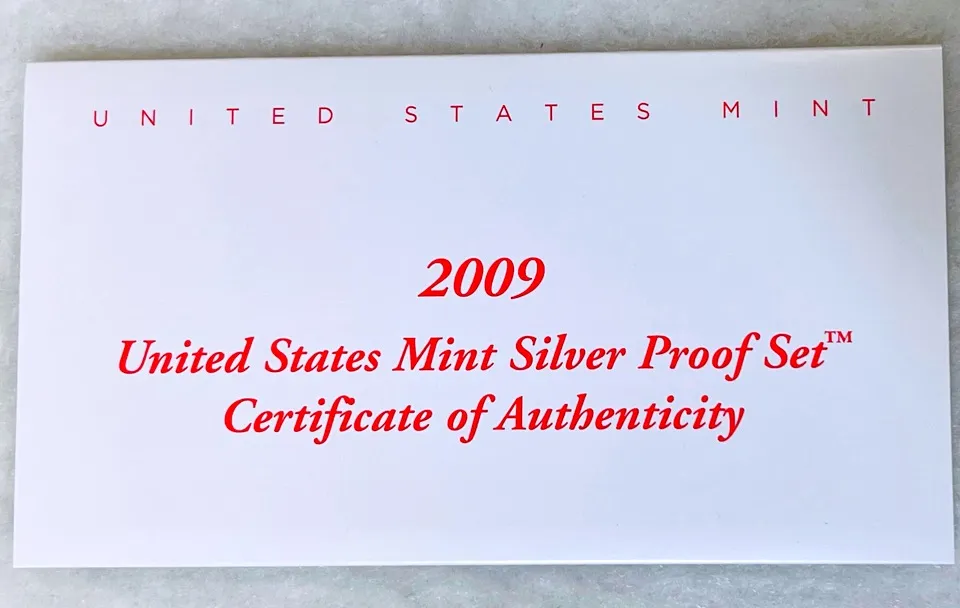 UNITED STATES MINT
2009
United States Mint Silver Proof Set™
Certificate of Authenticity